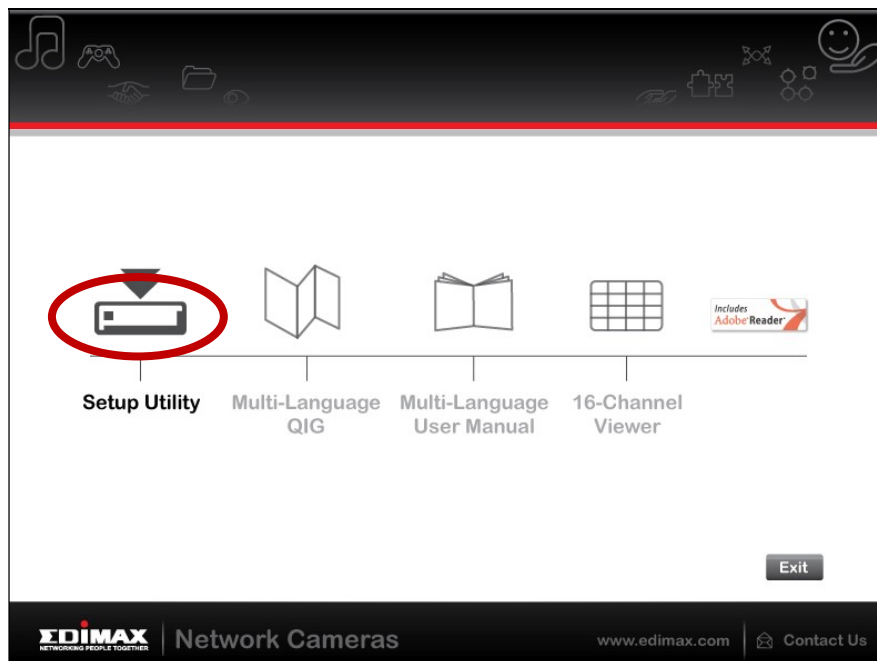 Includes
Adobe® Reader®
Setup Utility
Multi-Language
QIG
Multi-Language
User Manual
16-Channel
Viewer
Exit
EDIMAX
NETWORKING PEOPLE TOGETHER
Network Cameras
www.edimax.com
Contact Us